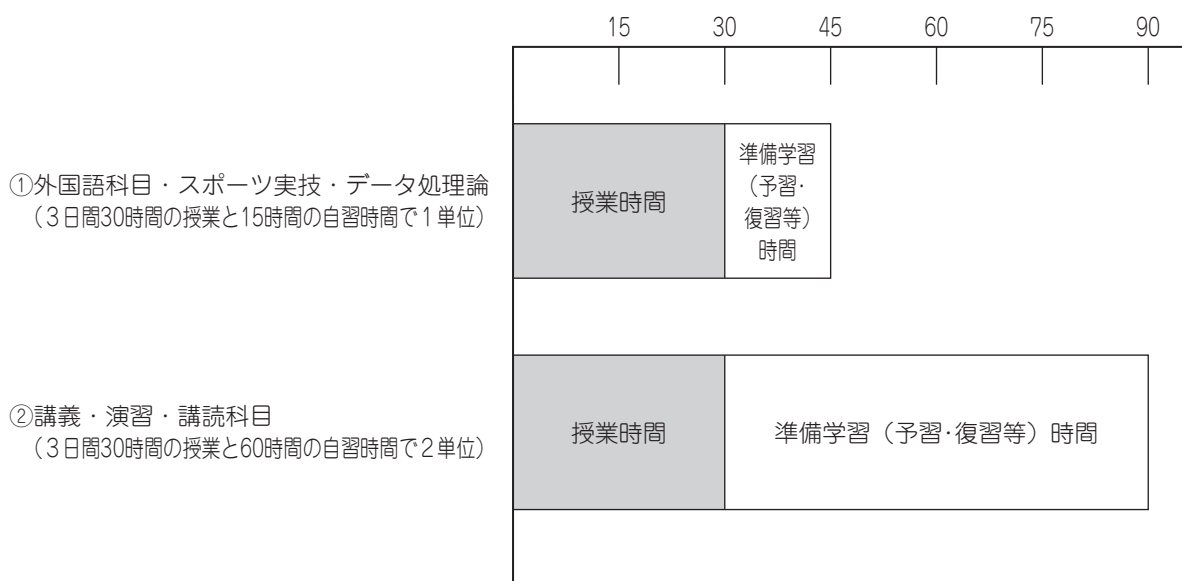 15 30 45 60 75 90
①外国語科目・スポーツ実技・データ処理論
(3日間30時間の授業と15時間の自習時間で1単位)
授業時間
準備学習
(予習・
復習等)
時間
②講義・演習・講読科目
(3日間30時間の授業と60時間の自習時間で2単位)
授業時間
準備学習(予習・復習等)時間